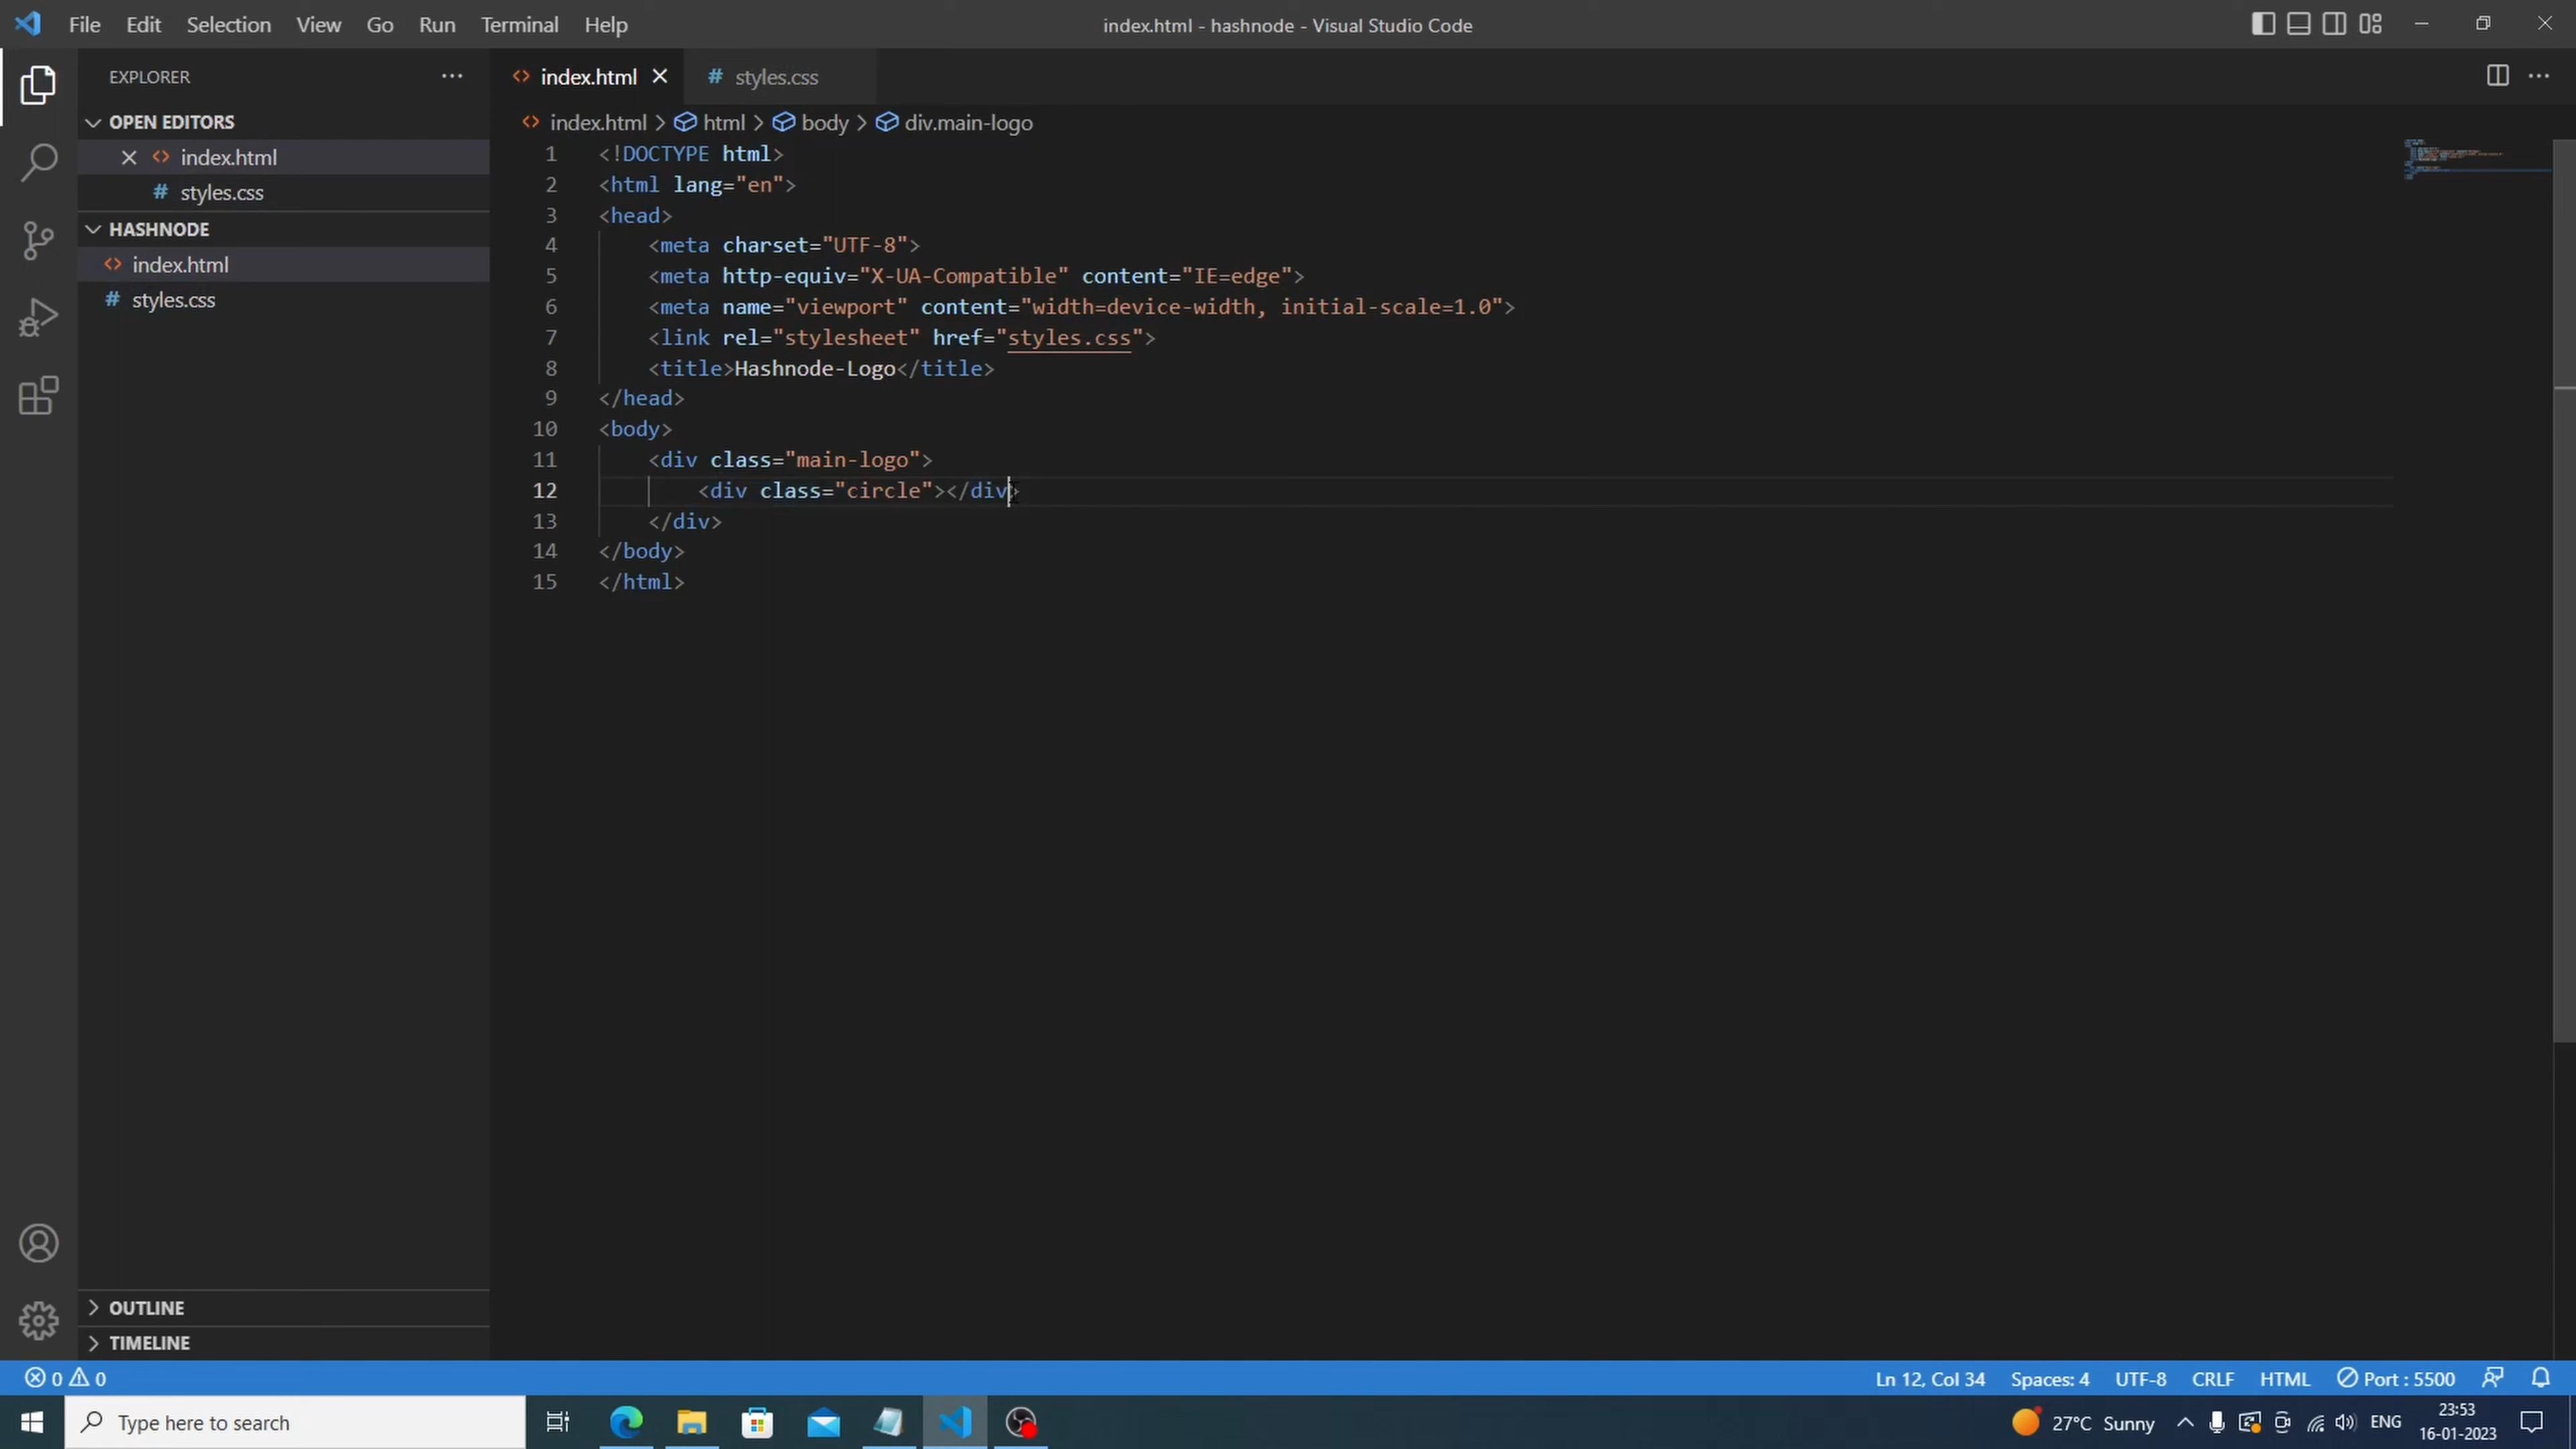 File Edit Selection View Go Run Terminal Help
index.html - hashnode - Visual Studio Code
EXPLORER
OPEN EDITORS
index.html
styles.css
HASHNODE
index.html
styles.css
OUTLINE
TIMELINE
index.html
styles.css
index.html > html > body > div.main-logo
1 <!DOCTYPE html>
2 <html lang="en">
3 <head>
4 <meta charset="UTF-8">
5 <meta http-equiv="X-UA-Compatible" content="IE=edge">
6 <meta name="viewport" content="width=device-width, initial-scale=1.0">
7 <link rel="stylesheet" href="styles.css">
8 <title>Hashnode-Logo</title>
9 </head>
10 <body>
11 <div class="main-logo">
12 <div class="circle"></div>
13 </div>
14 </body>
15 </html>
0 0
Ln 12, Col 34 Spaces: 4 UTF-8 CRLF HTML Port : 5500
Type here to search
27°C Sunny ENG
23:53
16-01-2023